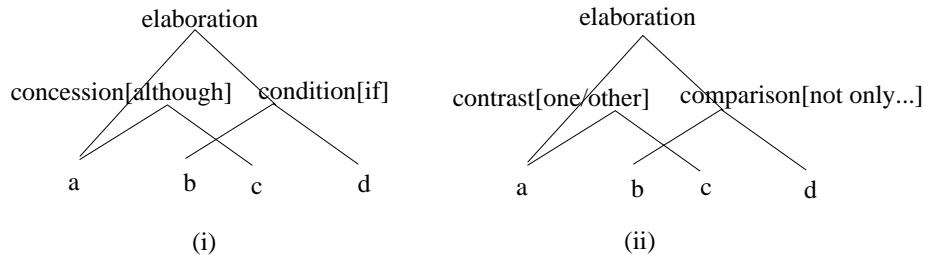 elaboration
concession[although] condition[if]
a b c d
(i)
elaboration
contrast[one/other] comparison[not only...]
a b c d
(ii)